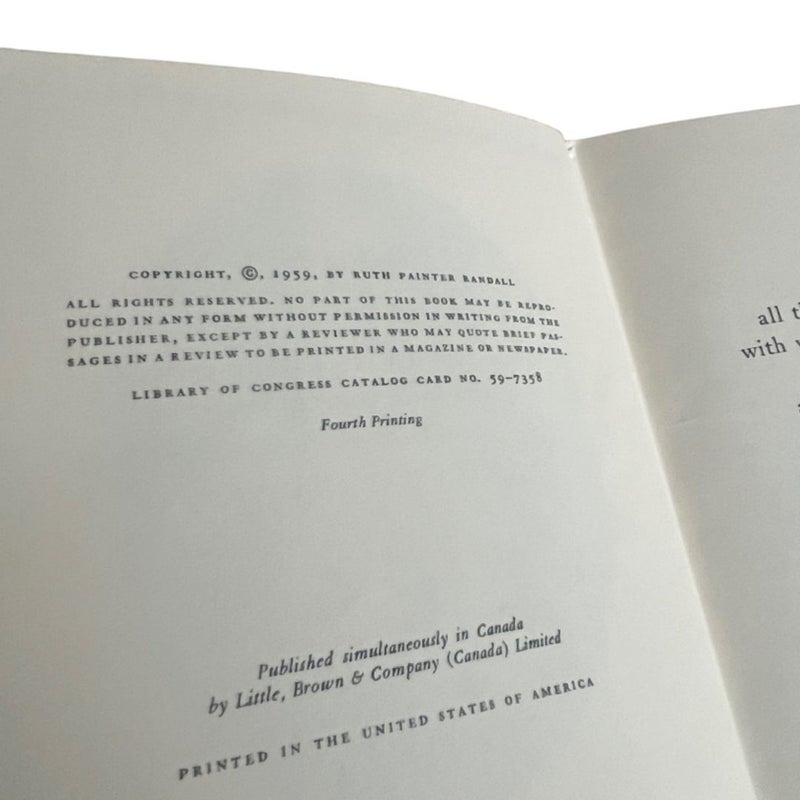 COPYRIGHT, ©, 1959, BY RUTH PAINTER RANDALL
ALL RIGHTS RESERVED. NO PART OF THIS BOOK MAY BE REPRO-
DUCED IN ANY FORM WITHOUT PERMISSION IN WRITING FROM THE
PUBLISHER, EXCEPT BY A REVIEWER WHO MAY QUOTE BRIEF PAS-
SAGES IN A REVIEW TO BE PRINTED IN A MAGAZINE OR NEWSPAPER.
LIBRARY OF CONGRESS CATALOG CARD NO. 59-7358
Fourth Printing
Published simultaneously in Canada
by Little, Brown & Company (Canada) Limited
PRINTED IN THE UNITED STATES OF AMERICA
all
with